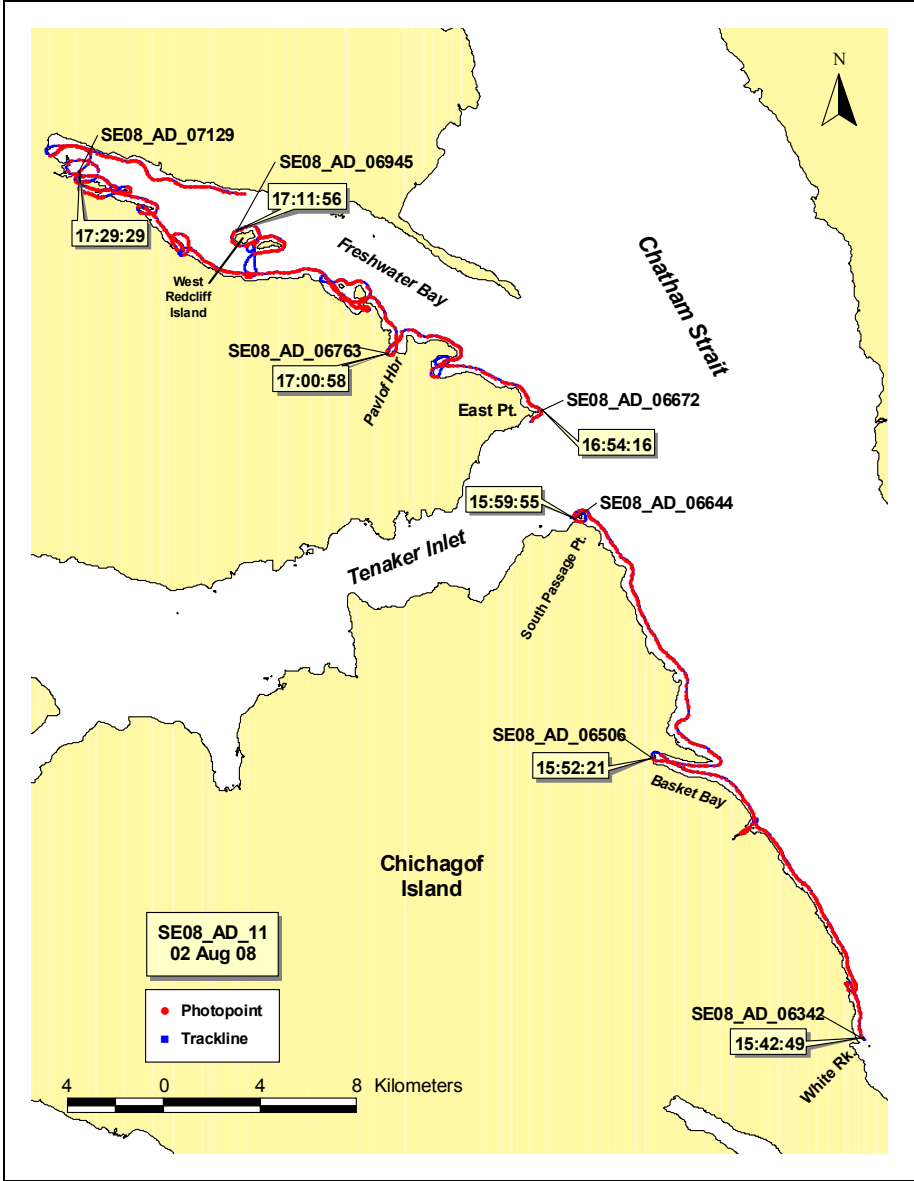 N
SE08_AD_07129
SE08_AD_06945
17:11:56
17:29:29
West
Redcliff
Island
Freshwater Bay
Chatham Strait
SE08_AD_06763
17:00:58
Pavlof Hbr
SE08_AD_06672
East Pt.
16:54:16
15:59:55
SE08_AD_06644
Tenaker Inlet
South Passage Pt.
SE08_AD_06506
15:52:21
Basket Bay
Chichagof
Island
SE08_AD_11
02 Aug 08
Photopoint
Trackline
SE08_AD_06342
15:42:49
White Rk.
4 0 4 8 Kilometers